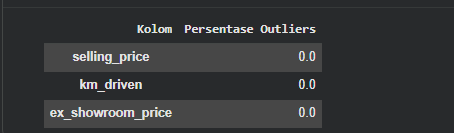 Kolom Persentase Outliers
selling_price 0.0
km_driven 0.0
ex_showroom_price 0.0